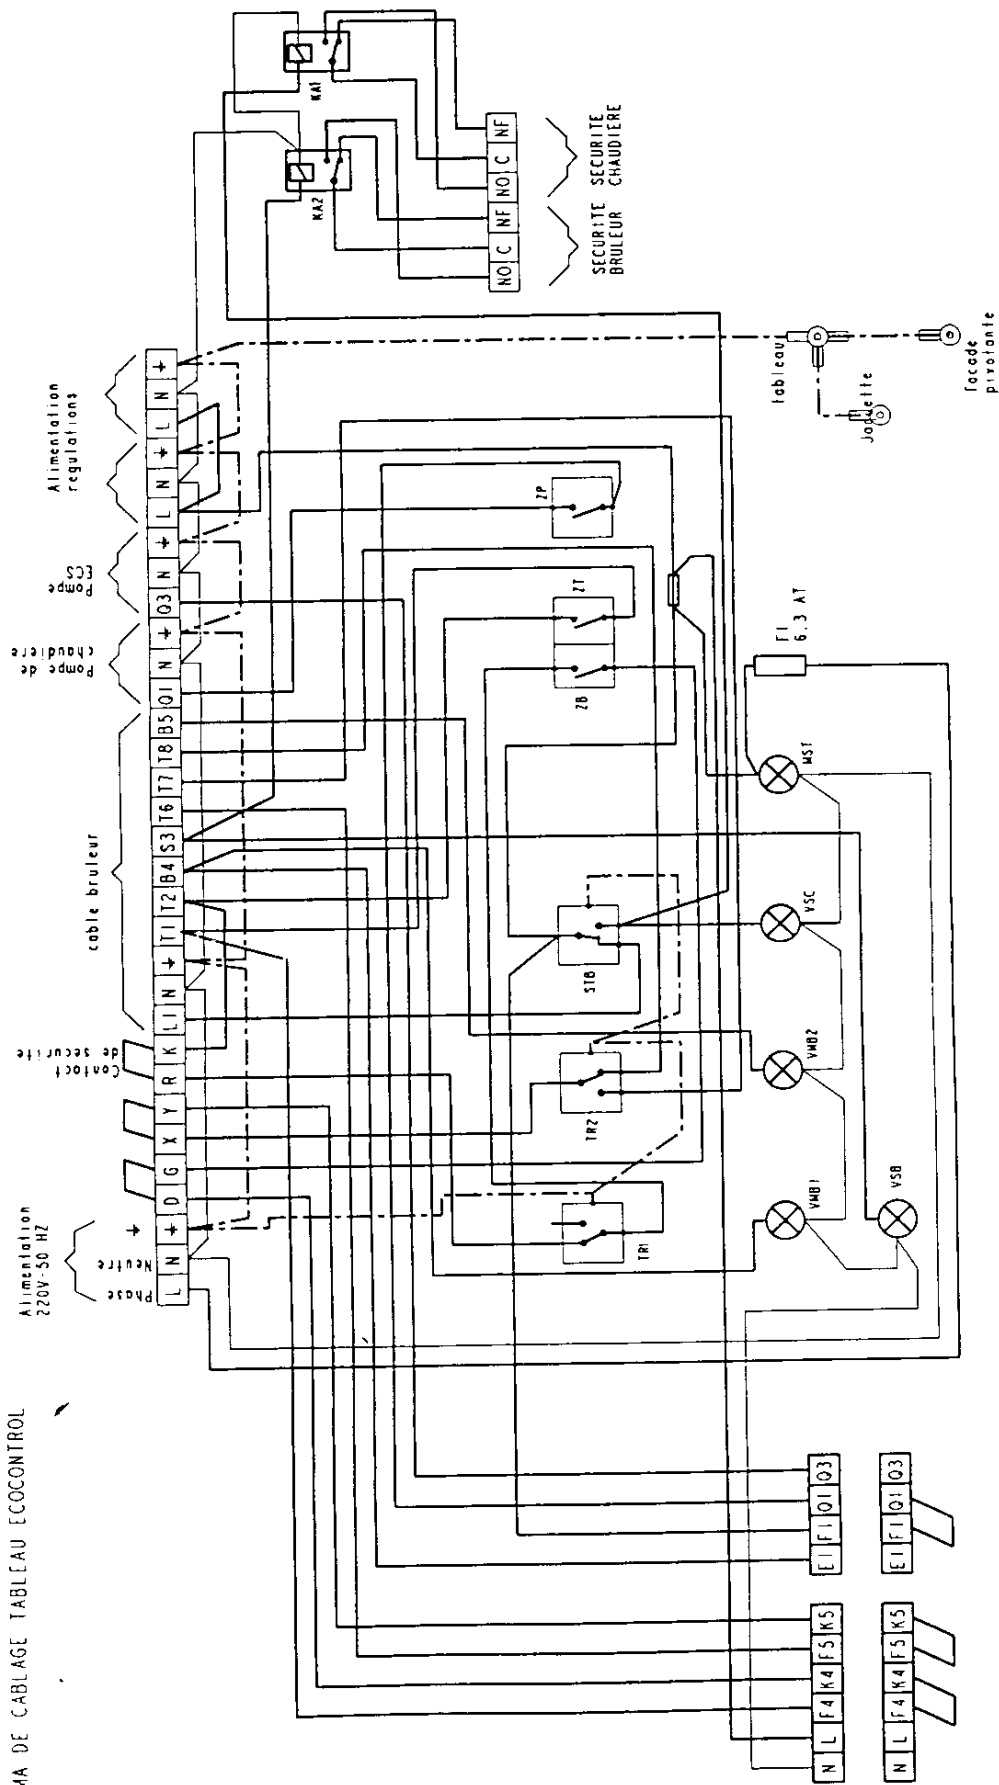 MA DE CABLAGE TABLEAU ECOCONTROL
Alimentation
220V-50 HZ
Phase
Neutre
Contact
de securite
cable bruleur
Pompe de
chaudiere
Pompe
ECS
Alimentation
regulations
L N D G X Y R K L1 N T1 T2 B4 S3 T6 T7 T8 B5 Q1 N Q3 N L N L N
KA1
KA2
NO C NF NO C NF
SECURITE
BRULEUR
SECURITE
CHAUDIERE
ZP
ZT
ZB
STB
TR2
TR1
F1
6.3 AT
MST
VSC
VMB2
VMB1
VSB
tableau
Jaquette
facade
pivotante
N L F4 K4 F5 K5
E1 F1 Q1 Q3
N L F4 K4 F5 K5
E1 F1 Q1 Q3